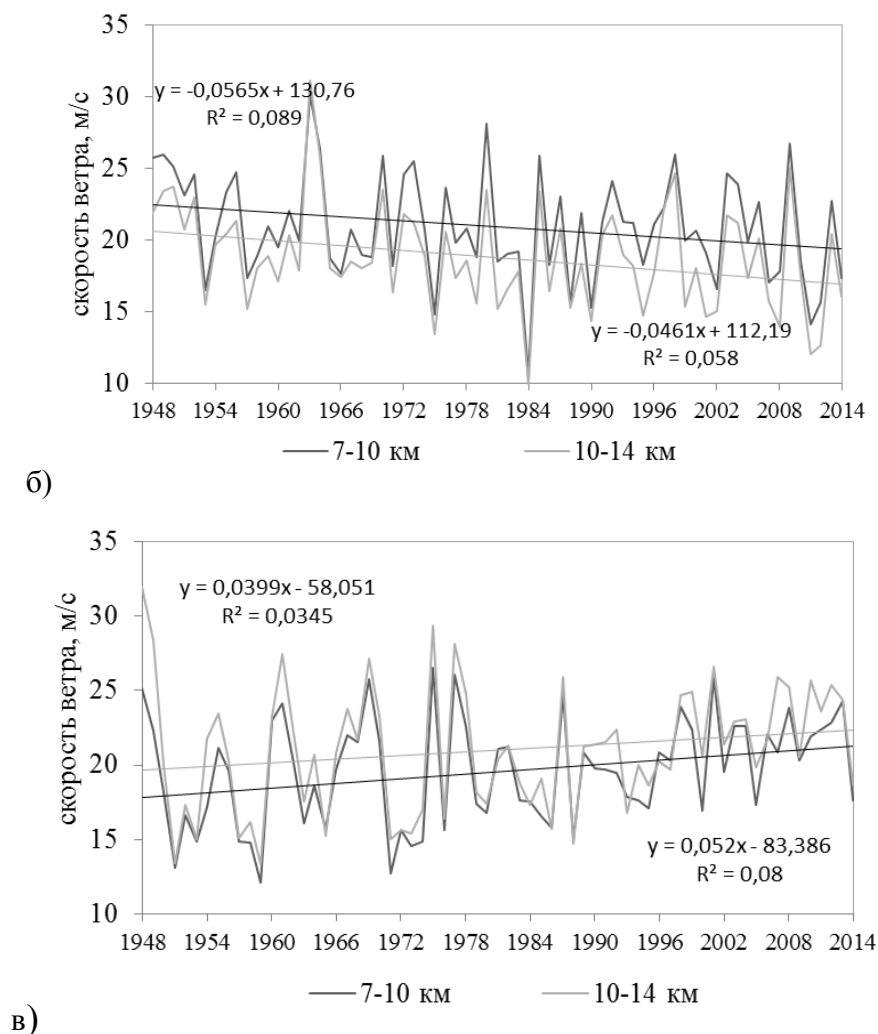 35
30
25
20
15
10
скорость ветра, м/с
y = -0,0565x + 130,76
R² = 0,089
y = -0,0461x + 112,19
R² = 0,058
1948 1954 1960 1966 1972 1978 1984 1990 1996 2002 2008 2014
7-10 км 10-14 км
б)
35
30
25
20
15
10
скорость ветра, м/с
y = 0,0399x - 58,051
R² = 0,0345
y = 0,052x - 83,386
R² = 0,08
1948 1954 1960 1966 1972 1978 1984 1990 1996 2002 2008 2014
7-10 км 10-14 км
в)